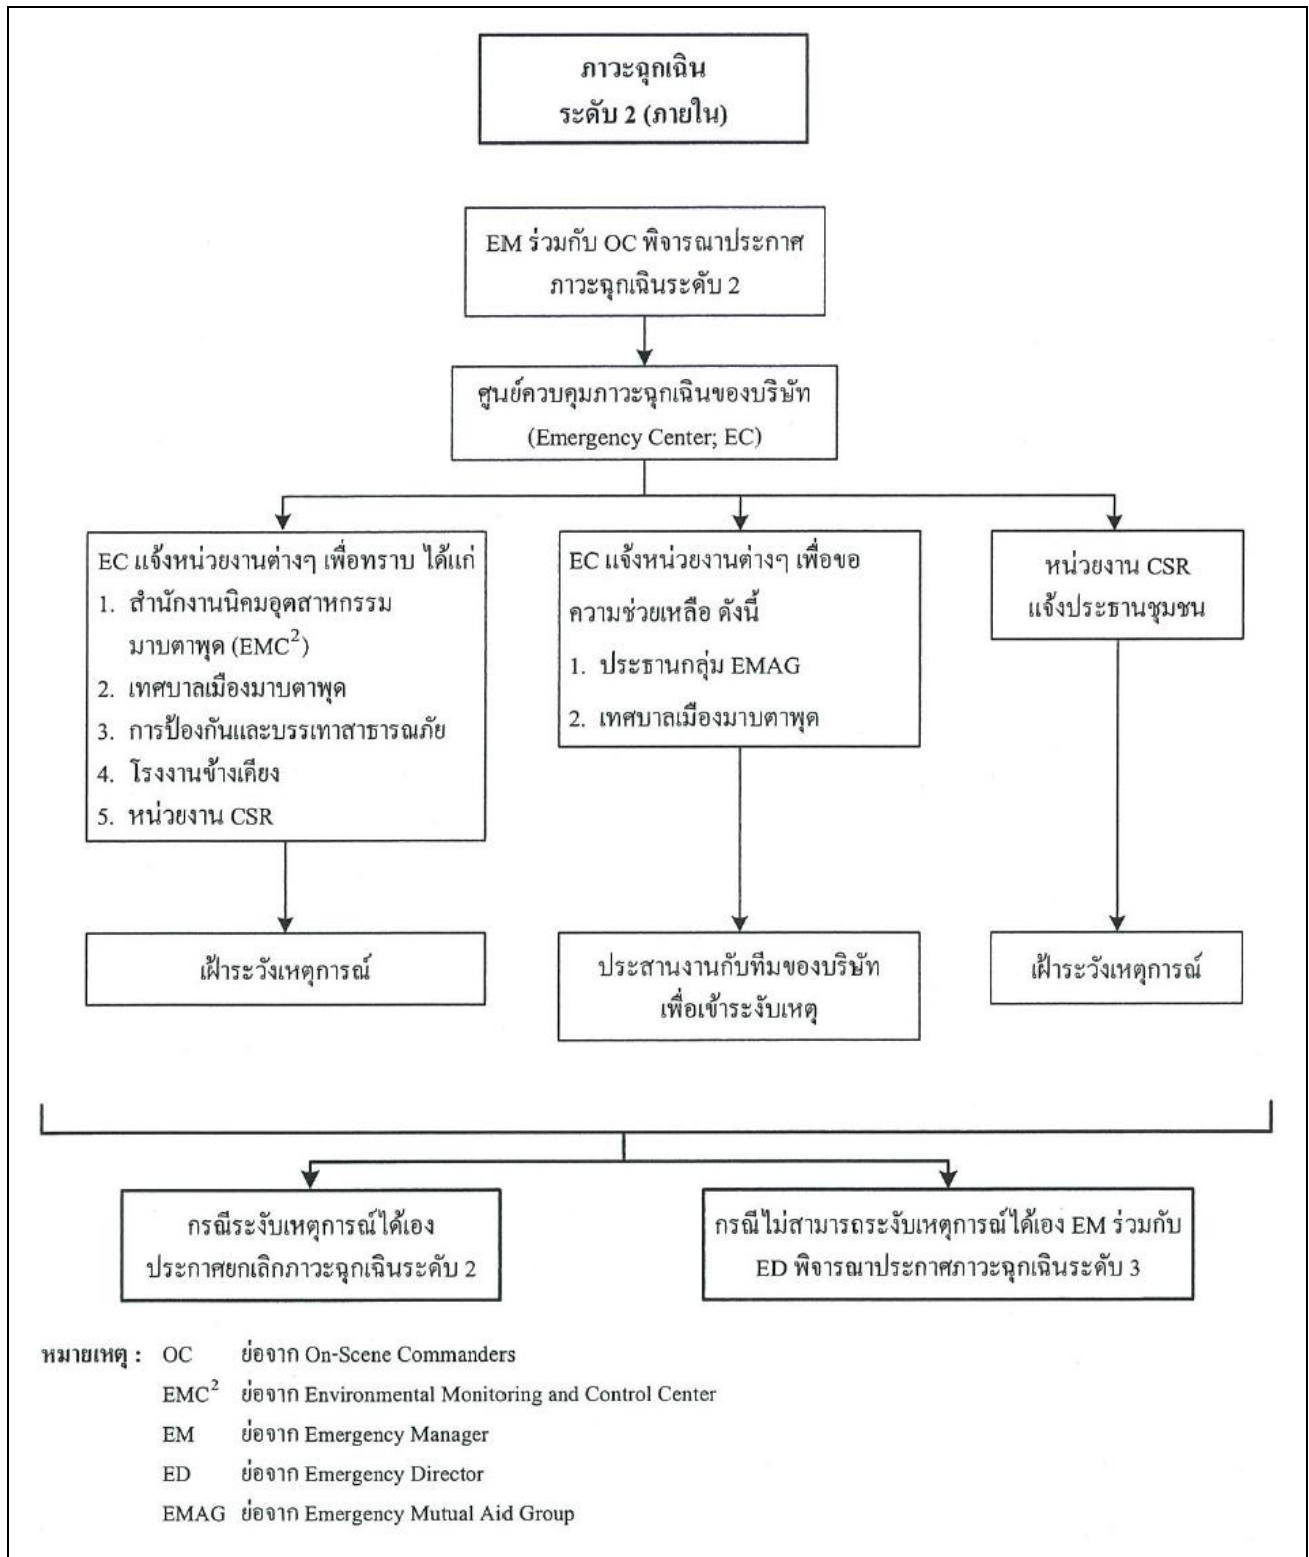 ภาวะฉุกเฉิน
ระดับ 2 (ภายใน)
EM ร่วมกับ OC พิจารณาประกาศ
ภาวะฉุกเฉินระดับ 2
ศูนย์ควบคุมภาวะฉุกเฉินของบริษัท
(Emergency Center; EC)
EC แจ้งหน่วยงานต่างๆ เพื่อทราบ ได้แก่
1. สำนักงานนิคมอุตสาหกรรม
มาบตาพุด (EMC²)
2. เทศบาลเมืองมาบตาพุด
3. การป้องกันและบรรเทาสาธารณภัย
4. โรงงานข้างเคียง
5. หน่วยงาน CSR
EC แจ้งหน่วยงานต่างๆ เพื่อขอ
ความช่วยเหลือ ดังนี้
1. ประธานกลุ่ม EMAG
2. เทศบาลเมืองมาบตาพุด
หน่วยงาน CSR
แจ้งประธานชุมชน
เฝ้าระวังเหตุการณ์
ประสานงานกับทีมของบริษัท
เพื่อเข้าระงับเหตุ
เฝ้าระวังเหตุการณ์
กรณีระงับเหตุการณ์ได้เอง
ประกาศยกเลิกภาวะฉุกเฉินระดับ 2
กรณีไม่สามารถระงับเหตุการณ์ได้เอง EM ร่วมกับ
ED พิจารณาประกาศภาวะฉุกเฉินระดับ 3
หมายเหตุ : OC ย่อจาก On-Scene Commanders
EMC² ย่อจาก Environmental Monitoring and Control Center
EM ย่อจาก Emergency Manager
ED ย่อจาก Emergency Director
EMAG ย่อจาก Emergency Mutual Aid Group